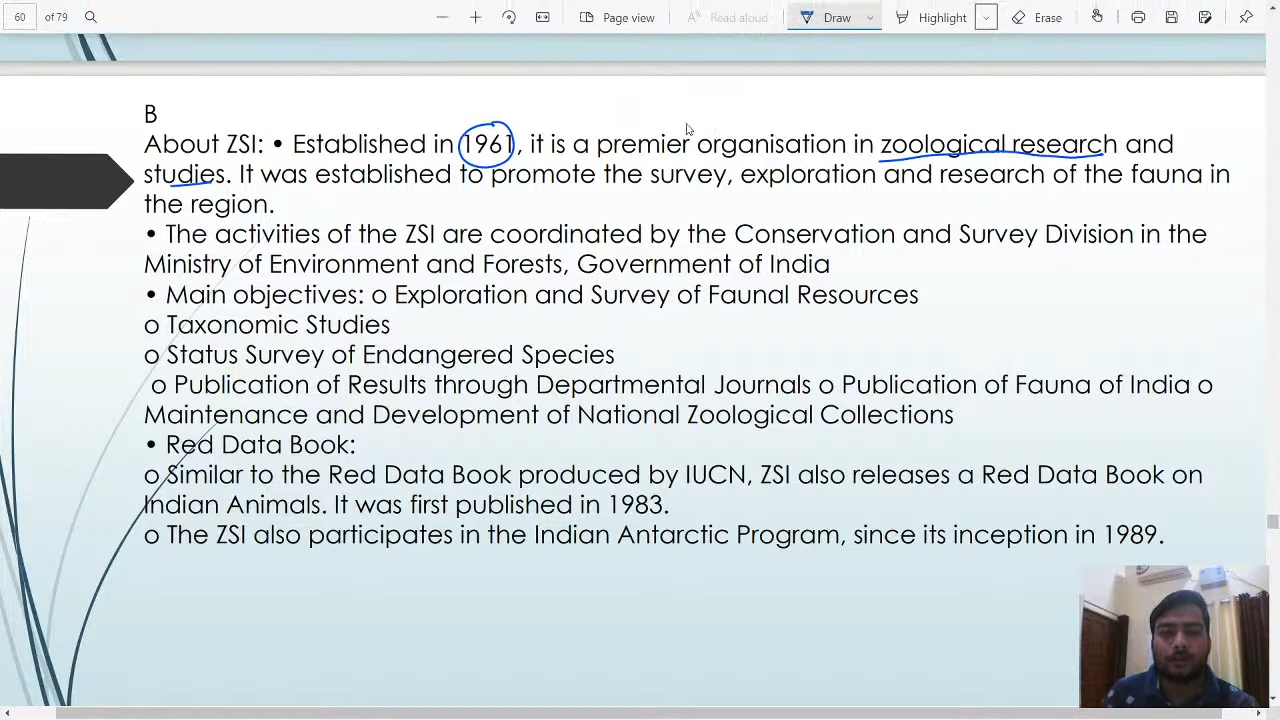 60 of 79 Page view Read aloud Draw Highlight Erase
B
About ZSI: • Established in 1961, it is a premier organisation in zoological research and
studies. It was established to promote the survey, exploration and research of the fauna in
the region.
• The activities of the ZSI are coordinated by the Conservation and Survey Division in the
Ministry of Environment and Forests, Government of India
• Main objectives: o Exploration and Survey of Faunal Resources
o Taxonomic Studies
o Status Survey of Endangered Species
o Publication of Results through Departmental Journals o Publication of Fauna of India o
Maintenance and Development of National Zoological Collections
• Red Data Book:
o Similar to the Red Data Book produced by IUCN, ZSI also releases a Red Data Book on
Indian Animals. It was first published in 1983.
o The ZSI also participates in the Indian Antarctic Program, since its inception in 1989.